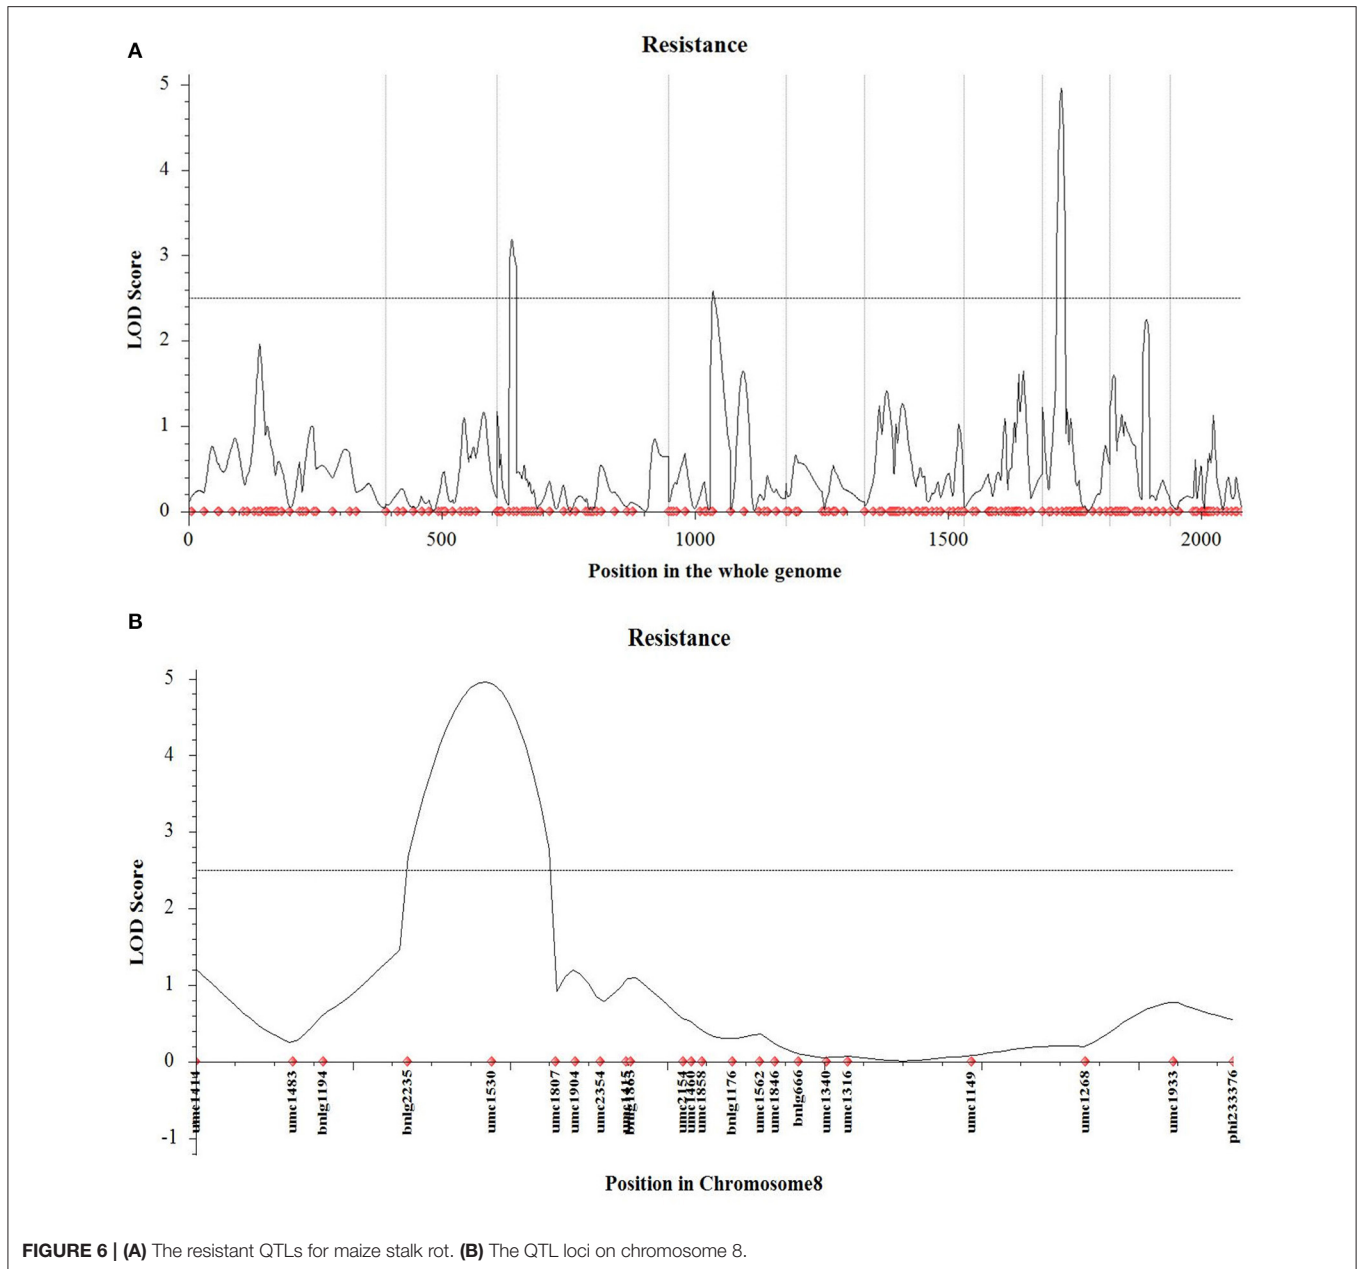 A
Resistance
5
4
3
2
1
0
LOD Score
0 500 1000 1500 2000
Position in the whole genome
B
Resistance
5
4
3
2
1
0
-1
LOD Score
umc1414
umc1483
bnlg1194
bnlg2235
umc1530
umc1807
umc1904
umc2354
umc1415
bnlg1863
umc2154
umc1460
umc1858
bnlg1176
umc1562
umc1846
bnlg666
umc1340
umc1316
umc1149
umc1268
umc1933
phi233376
Position in Chromosome8
FIGURE 6 | (A) The resistant QTLs for maize stalk rot. (B) The QTL loci on chromosome 8.